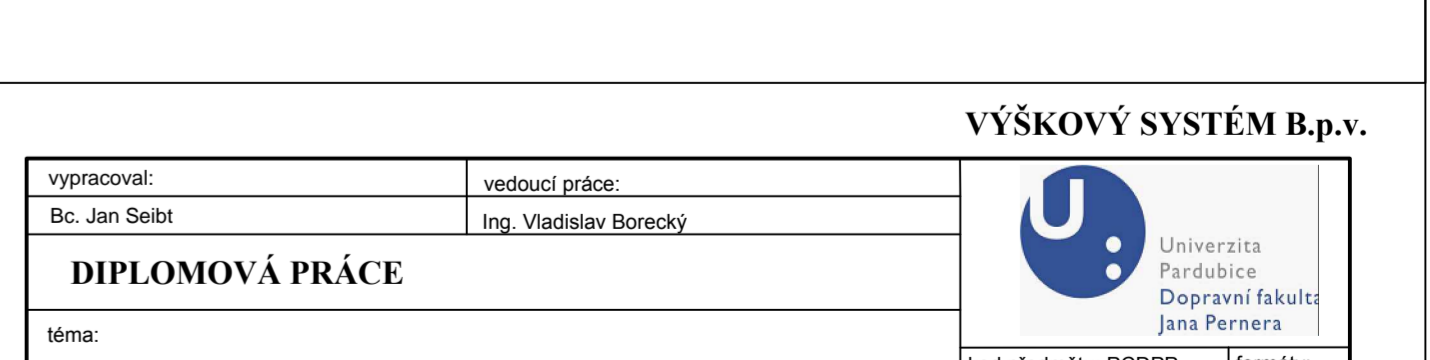 VÝŠKOVÝ SYSTÉM B.p.v.
vypracoval:
vedoucí práce:
Bc. Jan Seibt
Ing. Vladislav Borecký
DIPLOMOVÁ PRÁCE
téma:
U:
Univerzita
Pardubice
Dopravní fakulta
Jana Pernera